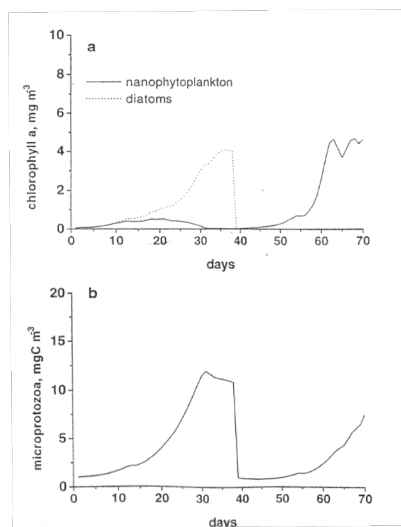 a
10
8
6
4
2
0
chlorophyll a, mg m-3
nanophytoplankton
diatoms
0 10 20 30 40 50 60 70
days
b
20
15
10
5
0
microprotozoa, mgC m-3
0 10 20 30 40 50 60 70
days